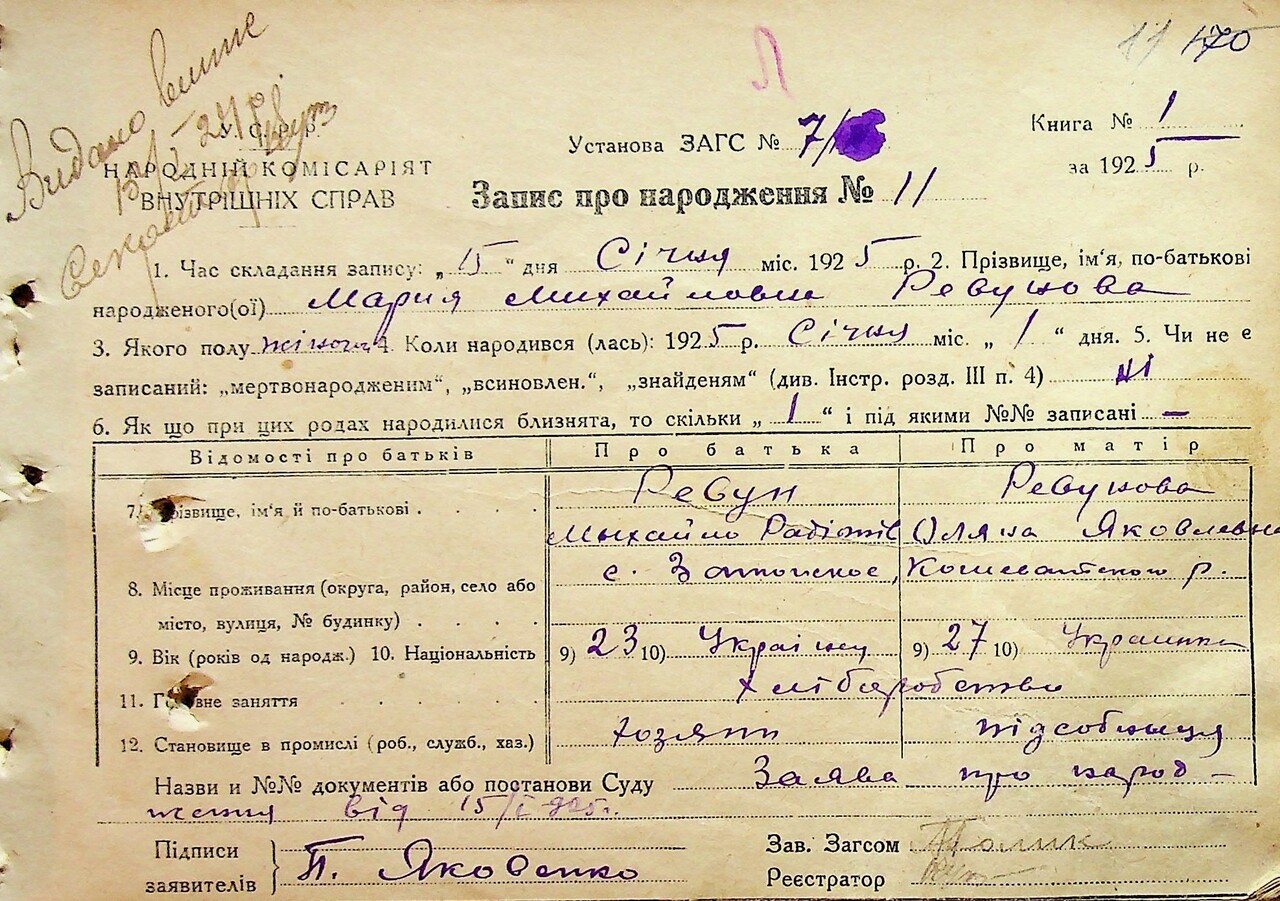 11 170
Л
Видано витяг
У.С.Р.Р.
НАРОДНІЙ КОМІСАРІЯТ
ВНУТРІШНІХ СПРАВ
Установа ЗАГС № 7/
Запис про народження № 11
Книга № 1
за 1925 р.
1. Час складання запису: „15“ дня Січня міс. 1925 р. 2. Прізвище, ім'я, по-батькові
народженого(ої) Мария Михайловна Ревунова
3. Якого полу жіноч. 4. Коли народився (лась): 1925 р. Січня міс. „1“ дня. 5. Чи не є
записаний: „мертвонародженим“, „всиновлен.“, „знайденям“ (див. Інстр. розд. III п. 4) Ні
6. Як що при цих родах народилися близнята, то скільки „1“ і під якими №№ записані —
Відомості про батьків Про батька Про матір
7. Прізвище, ім'я й по-батькові . Ревун Ревунова
Михайло Оляна Яковлевна
с. р.
8. Місце проживання (округа, район, село або
місто, вулиця, № будинку)
9. Вік (років од народж.) 10. Національність 9) 23 10) Українц 9) 27 10) Украинка
11. Головне заняття Хліборобство
12. Становище в промислі (роб., служб., хаз.) хозяїн підсобниця
Назви и №№ документів або постанови Суду Заява про народ-
ження від 15/I 925 г.
Підписи
заявителів } П. Яковенко
Зав. Загсом
Реєстратор